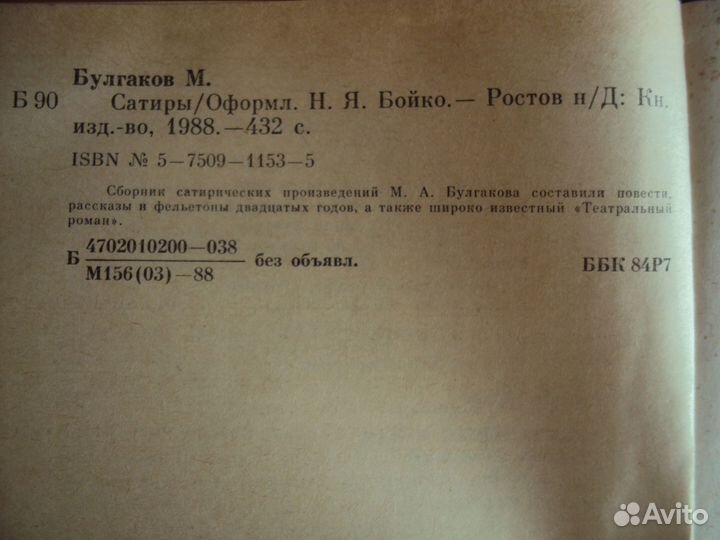 Булгаков М.
Б 90 Сатиры/Оформл. Н. Я. Бойко.— Ростов н/Д: Кн.
изд.-во, 1988.—432 с.
ISBN № 5—7509—1153—5
Сборник сатирических произведений М. А. Булгакова составили повести,
рассказы и фельетоны двадцатых годов, а также широко известный «Театральный
роман».
4702010200—038
Б без объявл. ББК 84Р7
М156(03)—88
Avito